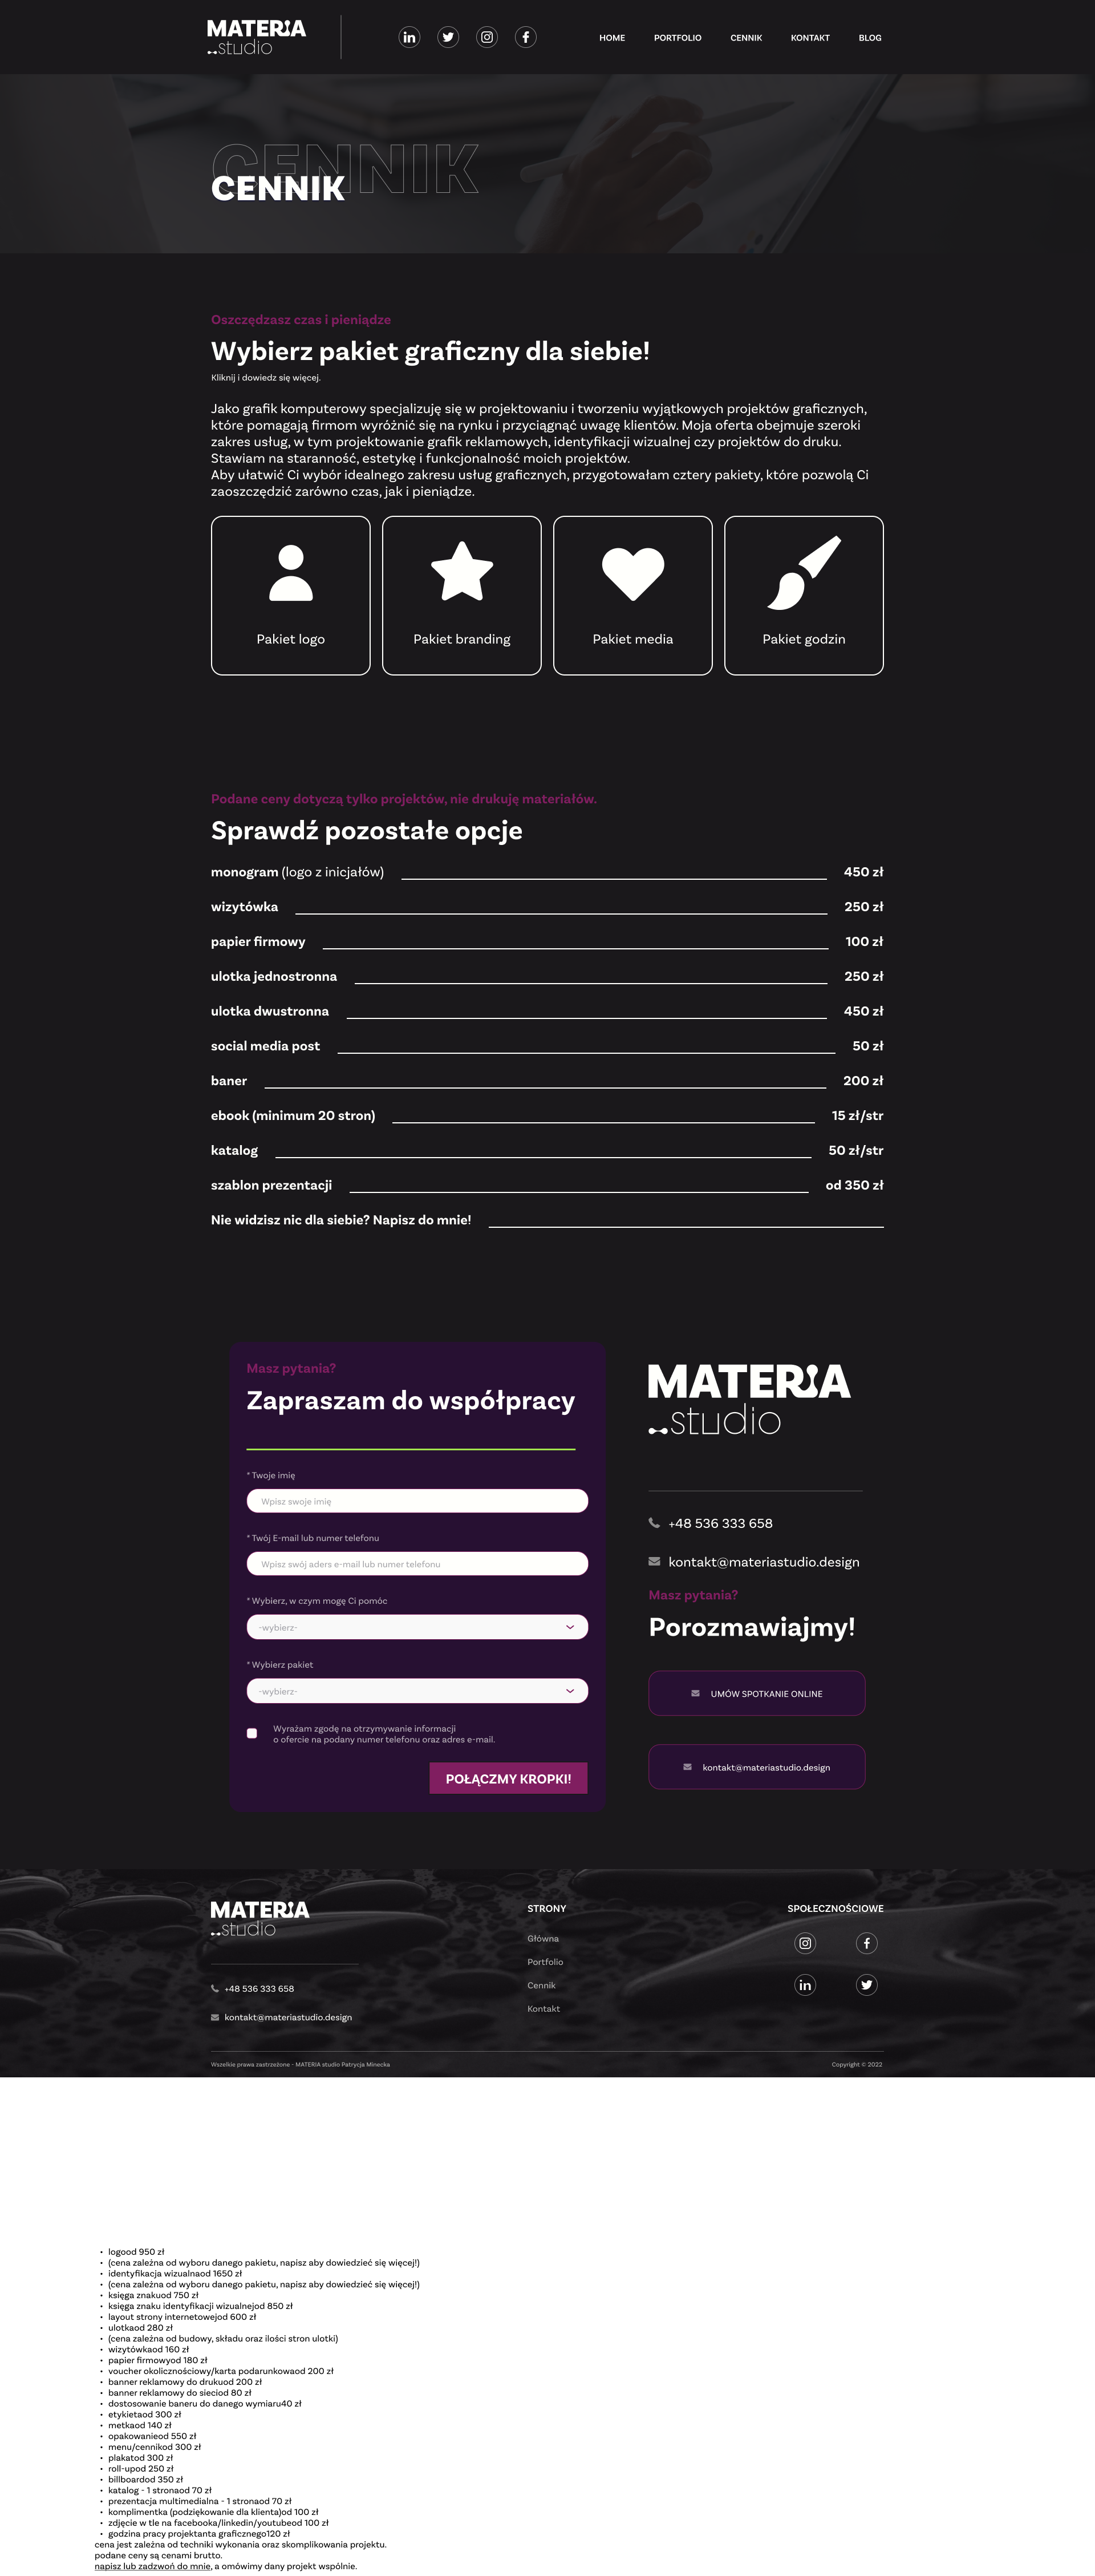 MATERIA
studio
HOME PORTFOLIO CENNIK KONTAKT BLOG
CENNIK
CENNIK
Oszczędzasz czas i pieniądze
Wybierz pakiet graficzny dla siebie!
Kliknij i dowiedz się więcej.
Jako grafik komputerowy specjalizuję się w projektowaniu i tworzeniu wyjątkowych projektów graficznych,
które pomagają firmom wyróżnić się na rynku i przyciągnąć uwagę klientów. Moja oferta obejmuje szeroki
zakres usług, w tym projektowanie grafik reklamowych, identyfikacji wizualnej czy projektów do druku.
Stawiam na staranność, estetykę i funkcjonalność moich projektów.
Aby ułatwić Ci wybór idealnego zakresu usług graficznych, przygotowałam cztery pakiety, które pozwolą Ci
zaoszczędzić zarówno czas, jak i pieniądze.
Pakiet logo Pakiet branding Pakiet media Pakiet godzin
Podane ceny dotyczą tylko projektów, nie drukuję materiałów.
Sprawdź pozostałe opcje
monogram (logo z inicjałów) 450 zł
wizytówka 250 zł
papier firmowy 100 zł
ulotka jednostronna 250 zł
ulotka dwustronna 450 zł
social media post 50 zł
baner 200 zł
ebook (minimum 20 stron) 15 zł/str
katalog 50 zł/str
szablon prezentacji od 350 zł
Nie widzisz nic dla siebie? Napisz do mnie!
Masz pytania?
Zapraszam do współpracy
* Twoje imię
Wpisz swoje imię
* Twój E-mail lub numer telefonu
Wpisz swój aders e-mail lub numer telefonu
* Wybierz, w czym mogę Ci pomóc
-wybierz-
* Wybierz pakiet
-wybierz-
Wyrażam zgodę na otrzymywanie informacji
o ofercie na podany numer telefonu oraz adres e-mail.
POŁĄCZMY KROPKI!
MATERIA
studio
+48 536 333 658
kontakt@materiastudio.design
Masz pytania?
Porozmawiajmy!
UMÓW SPOTKANIE ONLINE
kontakt@materiastudio.design
MATERIA
studio
+48 536 333 658
kontakt@materiastudio.design
STRONY
Główna
Portfolio
Cennik
Kontakt
SPOŁECZNOŚCIOWE
Wszelkie prawa zastrzeżone - MATERIA studio Patrycja Minecka
Copyright © 2022
• logood 950 zł
• (cena zależna od wyboru danego pakietu, napisz aby dowiedzieć się więcej!)
• identyfikacja wizualnaod 1650 zł
• (cena zależna od wyboru danego pakietu, napisz aby dowiedzieć się więcej!)
• księga znakuod 750 zł
• księga znaku identyfikacji wizualnejod 850 zł
• layout strony internetowejod 600 zł
• ulotkaod 280 zł
• (cena zależna od budowy, składu oraz ilości stron ulotki)
• wizytówkaod 160 zł
• papier firmowyod 180 zł
• voucher okolicznościowy/karta podarunkowaod 200 zł
• banner reklamowy do drukuod 200 zł
• banner reklamowy do sieciod 80 zł
• dostosowanie baneru do danego wymiaru40 zł
• etykietaod 300 zł
• metkaod 140 zł
• opakowanieod 550 zł
• menu/cennikod 300 zł
• plakatod 300 zł
• roll-upod 250 zł
• billboardod 350 zł
• katalog - 1 stronaod 70 zł
• prezentacja multimedialna - 1 stronaod 70 zł
• komplimentka (podziękowanie dla klienta)od 100 zł
• zdjęcie w tle na facebooka/linkedin/youtubeod 100 zł
• godzina pracy projektanta graficznego120 zł
cena jest zależna od techniki wykonania oraz skomplikowania projektu.
podane ceny są cenami brutto.
napisz lub zadzwoń do mnie, a omówimy dany projekt wspólnie.